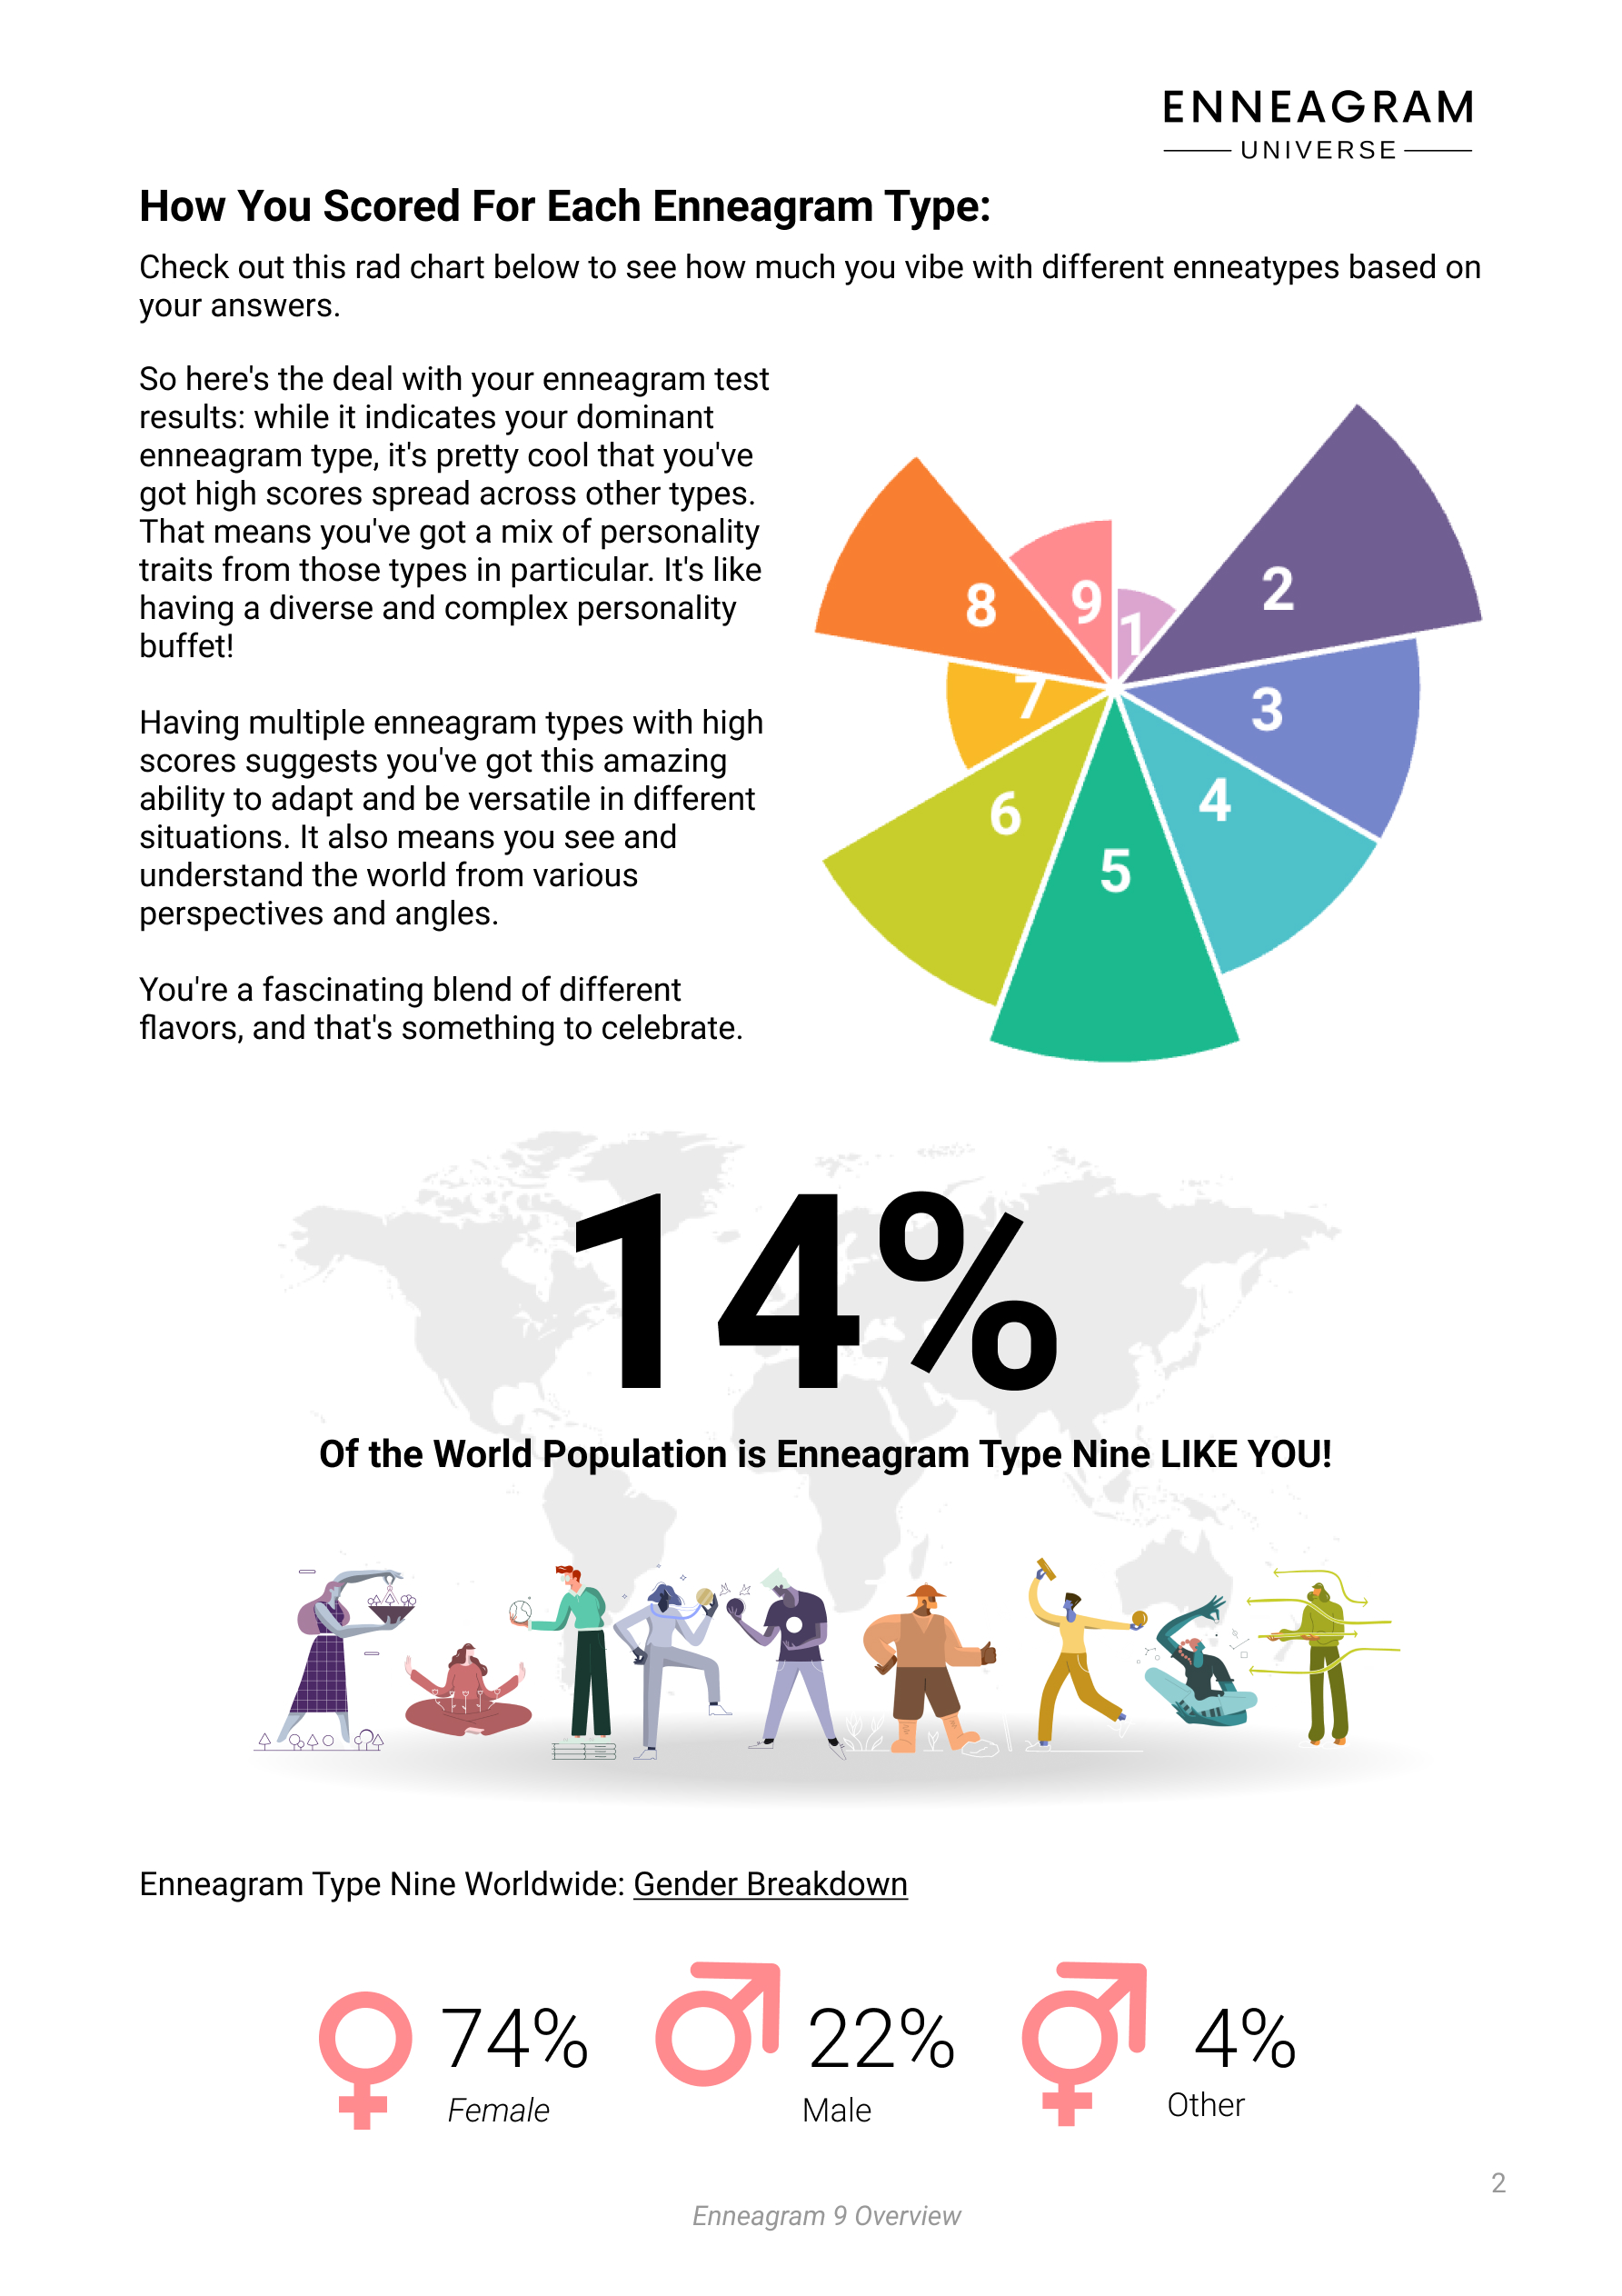 ENNEAGRAM
UNIVERSE
How You Scored For Each Enneagram Type:
Check out this rad chart below to see how much you vibe with different enneatypes based on
your answers.
So here's the deal with your enneagram test
results: while it indicates your dominant
enneagram type, it's pretty cool that you've
got high scores spread across other types.
That means you've got a mix of personality
traits from those types in particular. It's like
having a diverse and complex personality
buffet!
Having multiple enneagram types with high
scores suggests you've got this amazing
ability to adapt and be versatile in different
situations. It also means you see and
understand the world from various
perspectives and angles.
You're a fascinating blend of different
flavors, and that's something to celebrate.
1
2
3
4
5
6
7
8
9
14%
Of the World Population is Enneagram Type Nine LIKE YOU!
Enneagram Type Nine Worldwide: Gender Breakdown
74%
Female
22%
Male
4%
Other
2
Enneagram 9 Overview